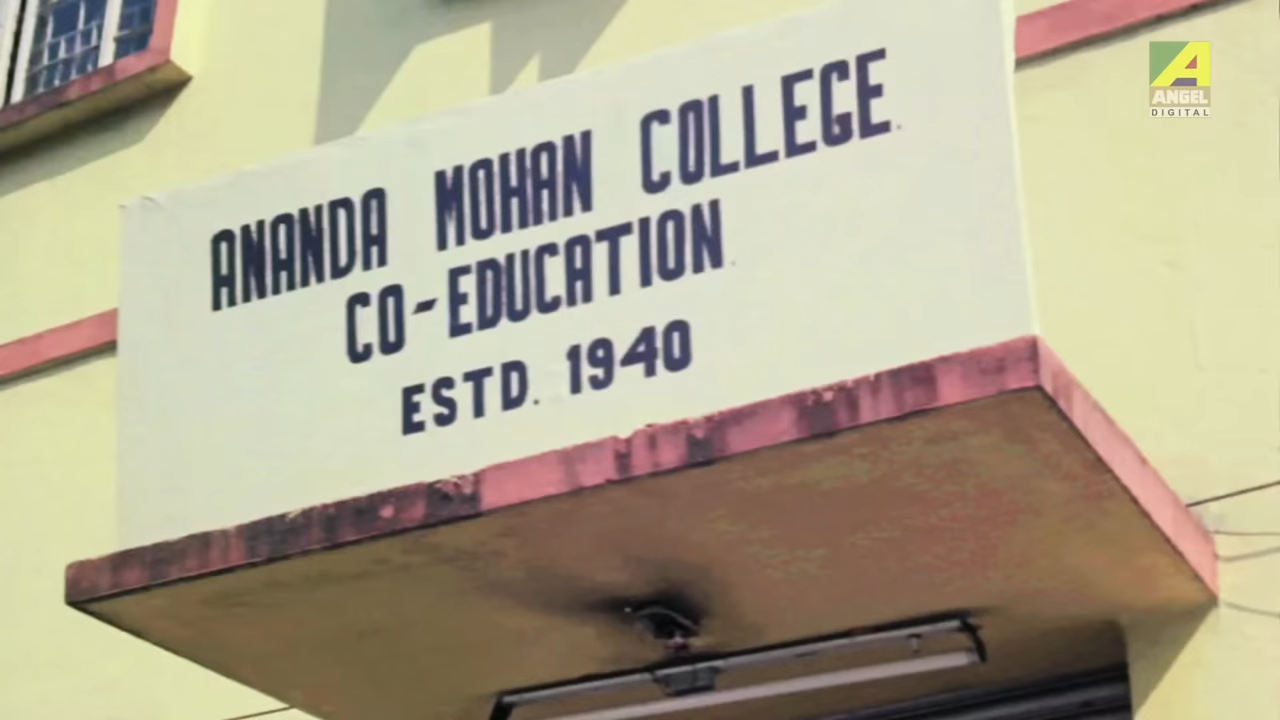 ANANDA MOHAN COLLEGE.
CO-EDUCATION.
ESTD. 1940
A
ANGEL
DIGITAL